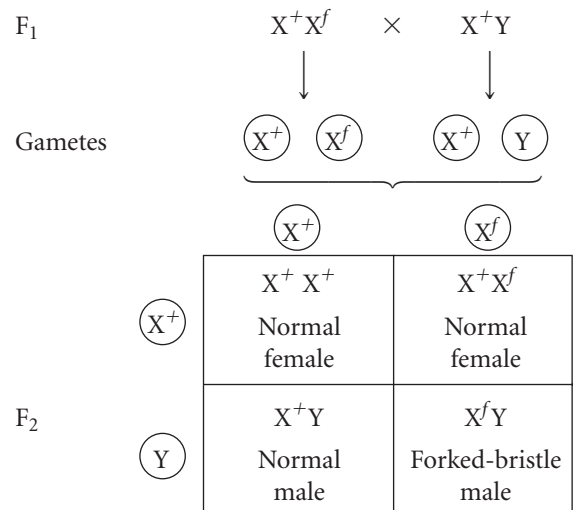 F₁ X⁺Xᶠ × X⁺Y
Gametes X⁺ Xᶠ X⁺ Y
X⁺ Xᶠ
X⁺ X⁺ X⁺Xᶠ
X⁺ Normal Normal
female female
F₂ X⁺Y XᶠY
Y Normal Forked-bristle
male male